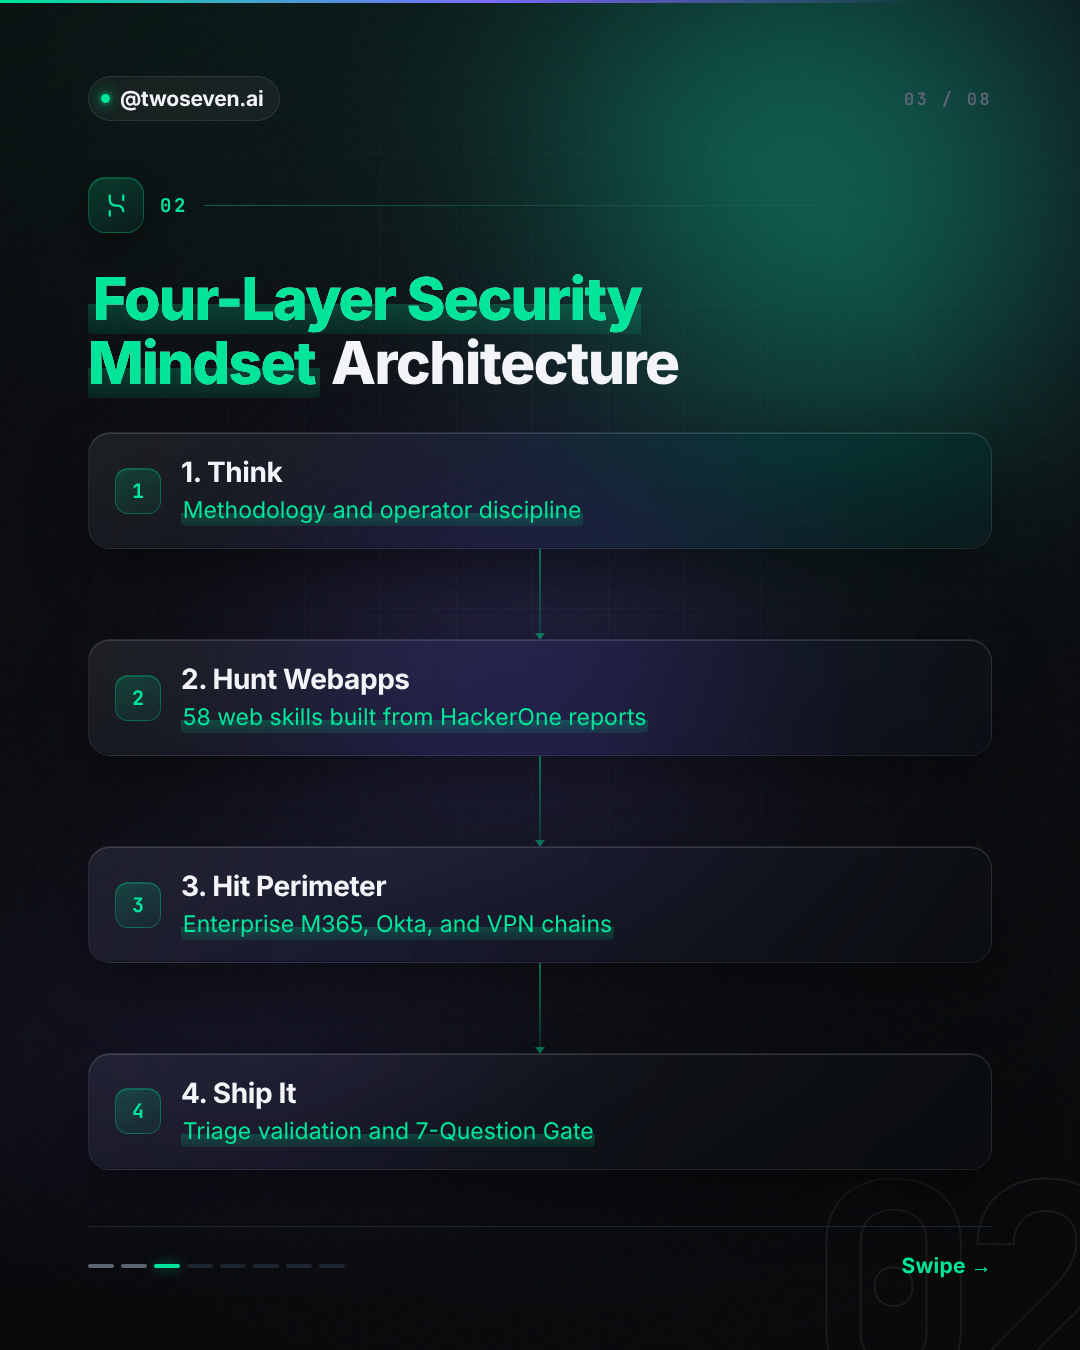 @twoseven.ai
03 / 08
02
Four-Layer Security
Mindset Architecture
1
1. Think
Methodology and operator discipline
2
2. Hunt Webapps
58 web skills built from HackerOne reports
3
3. Hit Perimeter
Enterprise M365, Okta, and VPN chains
4
4. Ship It
Triage validation and 7-Question Gate
02
Swipe →